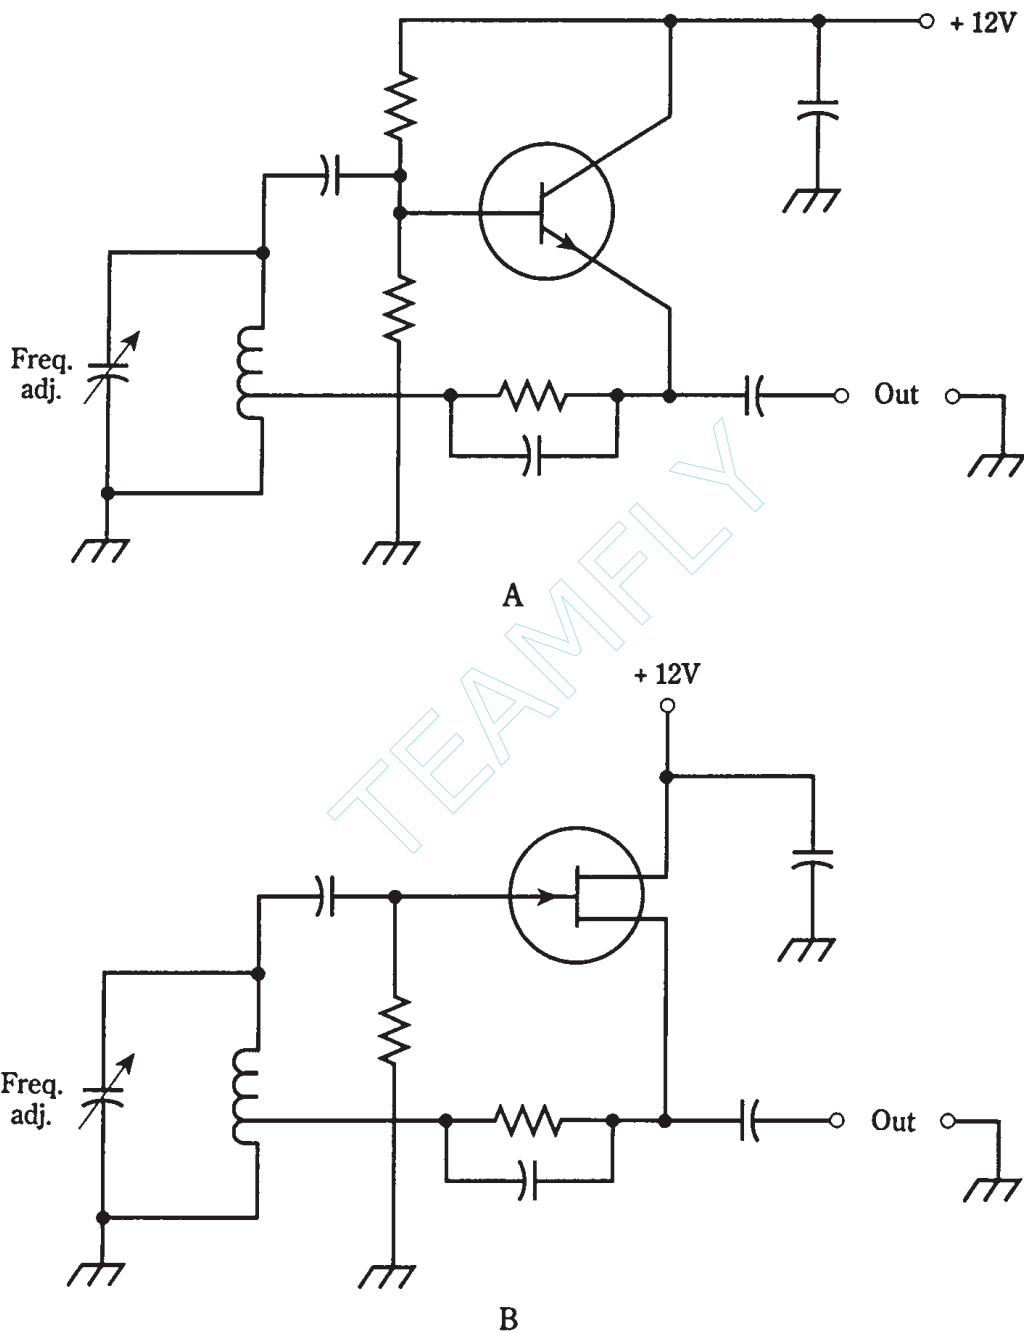 + 12V
Freq.
adj.
Out
A
TEAMFLY
+ 12V
Freq.
adj.
Out
B